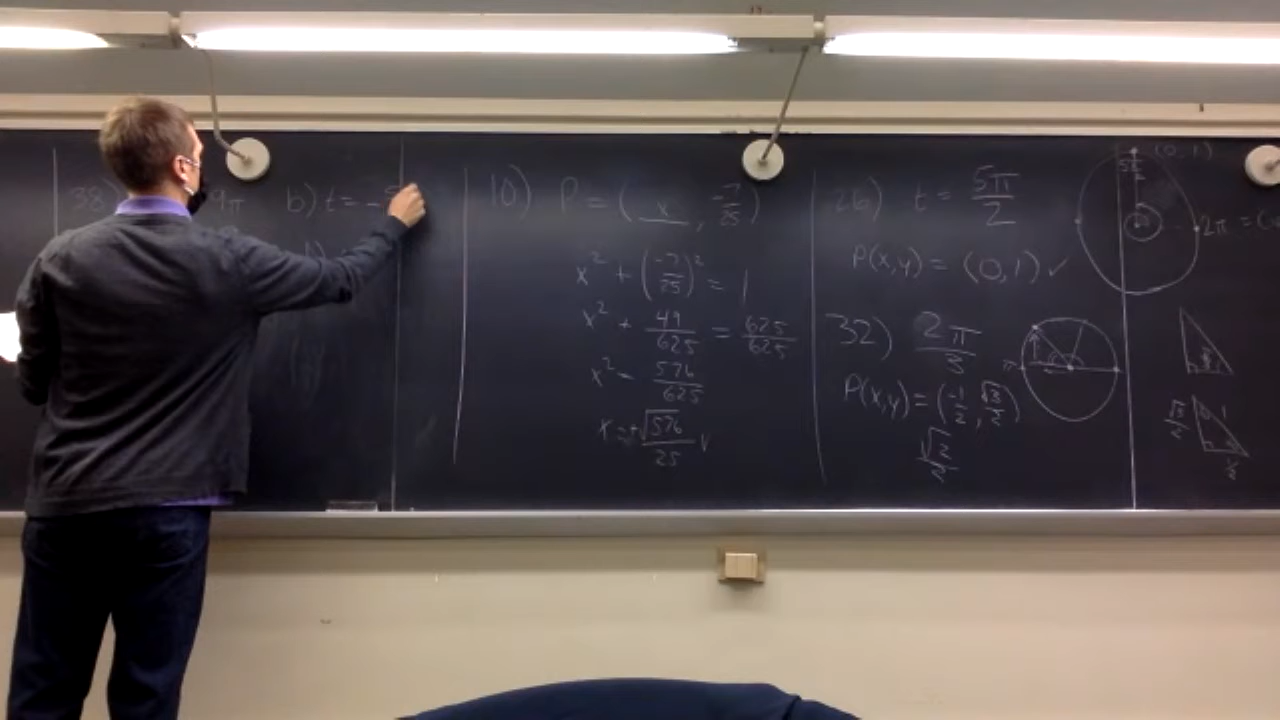 38) 9π b) t = -
10) P = ( x , -7/25 )
x² + (-7/25)² = 1
x² + 49/625 = 625/625
x² = 576/625
x = ±√576/25 ✓
26) t = 5π/2
P(x,y) = (0,1) ✓
32) 2π/3
P(x,y) = (-1/2, √3/2)
√2/2
(0,1)
5π/2
2π =
π
√3/2
1